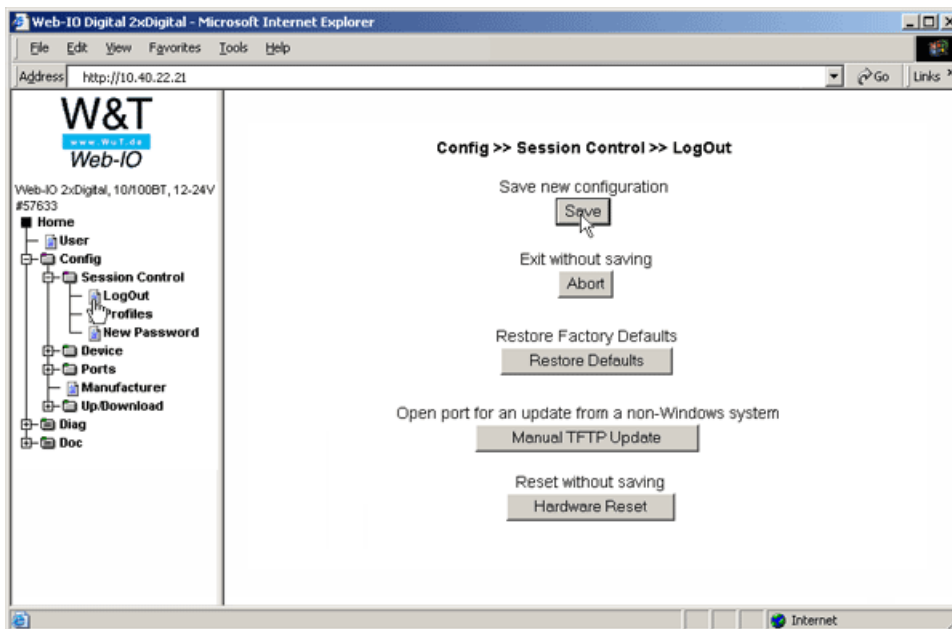 Web-IO Digital 2xDigital - Microsoft Internet Explorer
File Edit View Favorites Tools Help
Address http://10.40.22.21 Go Links
W&T
www.WuT.de
Web-IO
Web-IO 2xDigital, 10/100BT, 12-24V
#57633
Home
User
Config
Session Control
LogOut
Profiles
New Password
Device
Ports
Manufacturer
Up/Download
Diag
Doc
Config >> Session Control >> LogOut
Save new configuration
Save
Exit without saving
Abort
Restore Factory Defaults
Restore Defaults
Open port for an update from a non-Windows system
Manual TFTP Update
Reset without saving
Hardware Reset
Internet